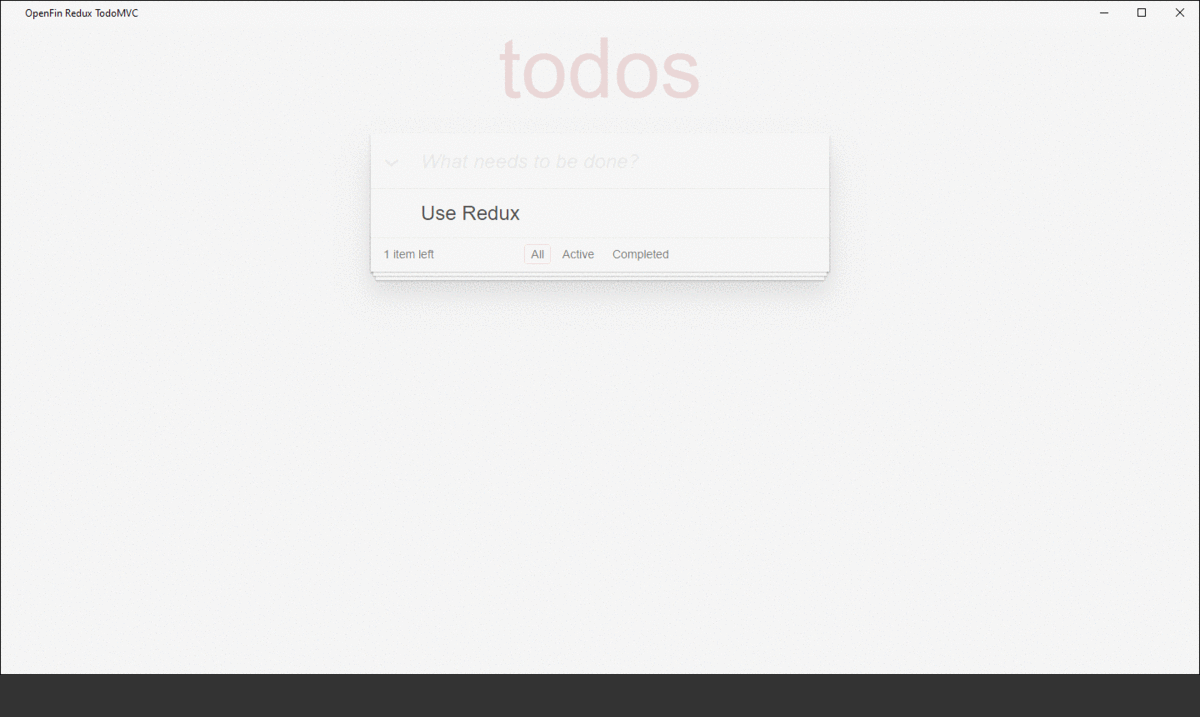 OpenFin Redux TodoMVC
todos
What needs to be done?
Use Redux
1 item left All Active Completed